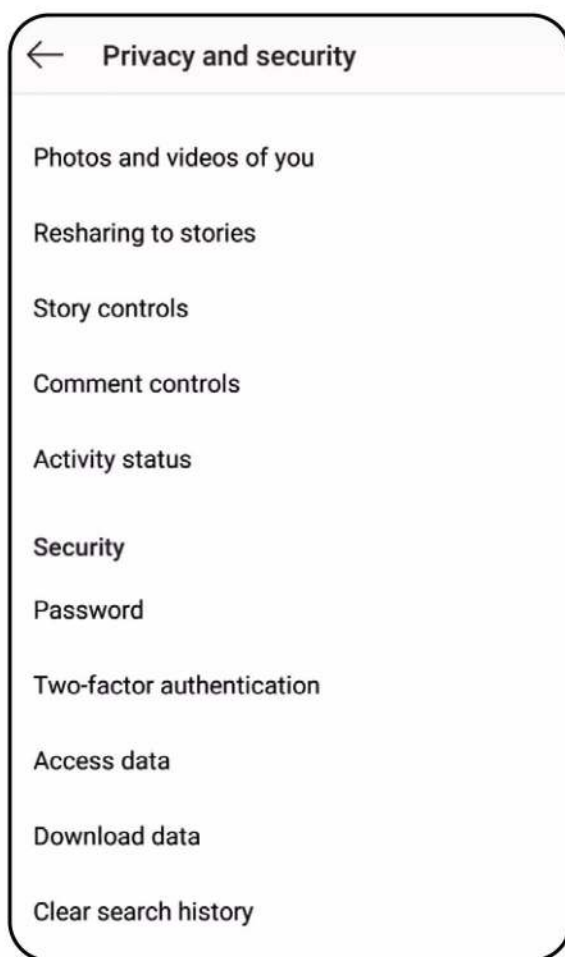 Privacy and security
Photos and videos of you
Resharing to stories
Story controls
Comment controls
Activity status
Security
Password
Two-factor authentication
Access data
Download data
Clear search history